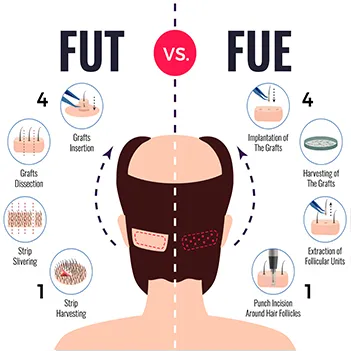 FUT
VS.
FUE
4
Grafts
Insertion
Grafts
Dissection
Strip
Slivering
1
Strip
Harvesting
4
Implantation of
The Grafts
Harvesting of
The Grafts
Extraction of
Follicular Units
1
Punch Incision
Around Hair Follicles